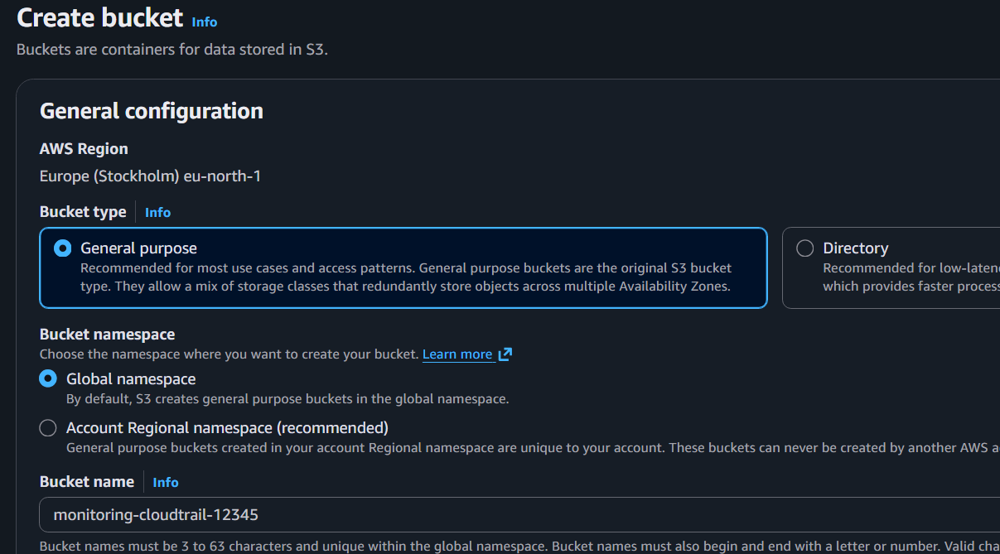 Create bucket Info
Buckets are containers for data stored in S3.
General configuration
AWS Region
Europe (Stockholm) eu-north-1
Bucket type Info
General purpose
Recommended for most use cases and access patterns. General purpose buckets are the original S3 bucket
type. They allow a mix of storage classes that redundantly store objects across multiple Availability Zones.
Directory
Recommended for
which provides faster
Bucket namespace
Choose the namespace where you want to create your bucket. Learn more
Global namespace
By default, S3 creates general purpose buckets in the global namespace.
Account Regional namespace (recommended)
General purpose buckets created in your account Regional namespace are unique to your account. These buckets can never be created by another AWS
Bucket name Info
monitoring-cloudtrail-12345
Bucket names must be 3 to 63 characters and unique within the global namespace. Bucket names must also begin and end with a letter or number. Valid